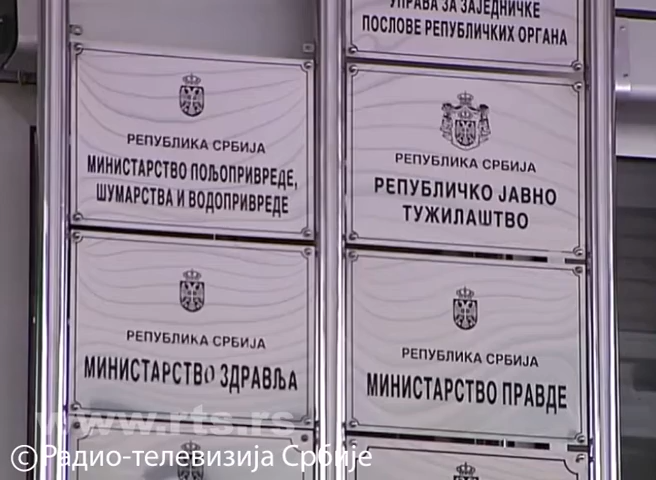 УПРАВА ЗА ЗАЈЕДНИЧКЕ
ПОСЛОВЕ РЕПУБЛИЧКИХ ОРГАНА
РЕПУБЛИКА СРБИЈА
МИНИСТАРСТВО ПОЉОПРИВРЕДЕ,
ШУМАРСТВА И ВОДОПРИВРЕДЕ
РЕПУБЛИКА СРБИЈА
РЕПУБЛИЧКО ЈАВНО
ТУЖИЛАШТВО
РЕПУБЛИКА СРБИЈА
МИНИСТАРСТВО ЗДРАВЉА
РЕПУБЛИКА СРБИЈА
МИНИСТАРСТВО ПРАВДЕ
www.rts.rs
©Радио-телевизија Србије